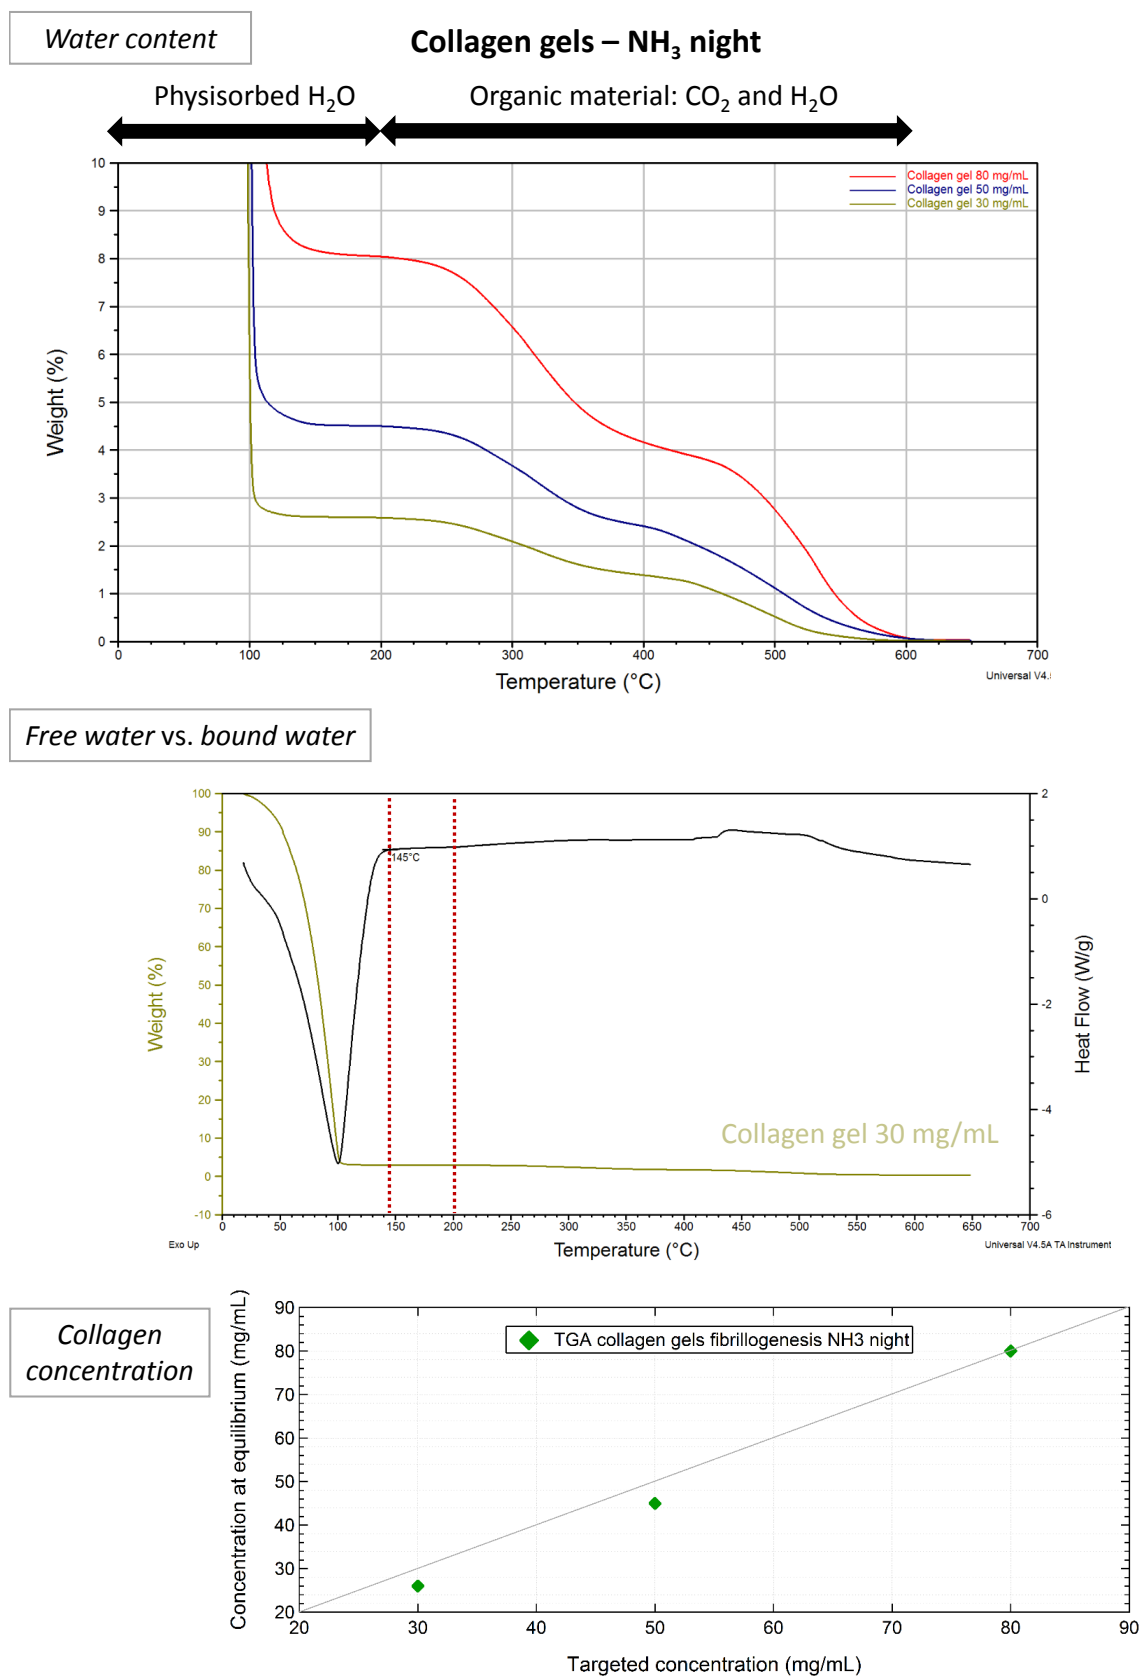 Water content
Collagen gels – NH₃ night
Physisorbed H₂O
Organic material: CO₂ and H₂O
10
9
8
7
6
5
4
3
2
1
0
Weight (%)
Collagen gel 80 mg/mL
Collagen gel 50 mg/mL
Collagen gel 30 mg/mL
0 100 200 300 400 500 600 700
Temperature (°C)
Universal V4.
Free water vs. bound water
100
90
80
70
60
50
40
30
20
10
0
-10
Weight (%)
145°C
Collagen gel 30 mg/mL
2
0
-2
-4
-6
Heat Flow (W/g)
0 50 100 150 200 250 300 350 400 450 500 550 600 650 700
Exo Up
Temperature (°C)
Universal V4.5A TA Instrument
Collagen
concentration
Concentration at equilibrium (mg/mL)
90
80
70
60
50
40
30
20
TGA collagen gels fibrillogenesis NH3 night
20 30 40 50 60 70 80 90
Targeted concentration (mg/mL)